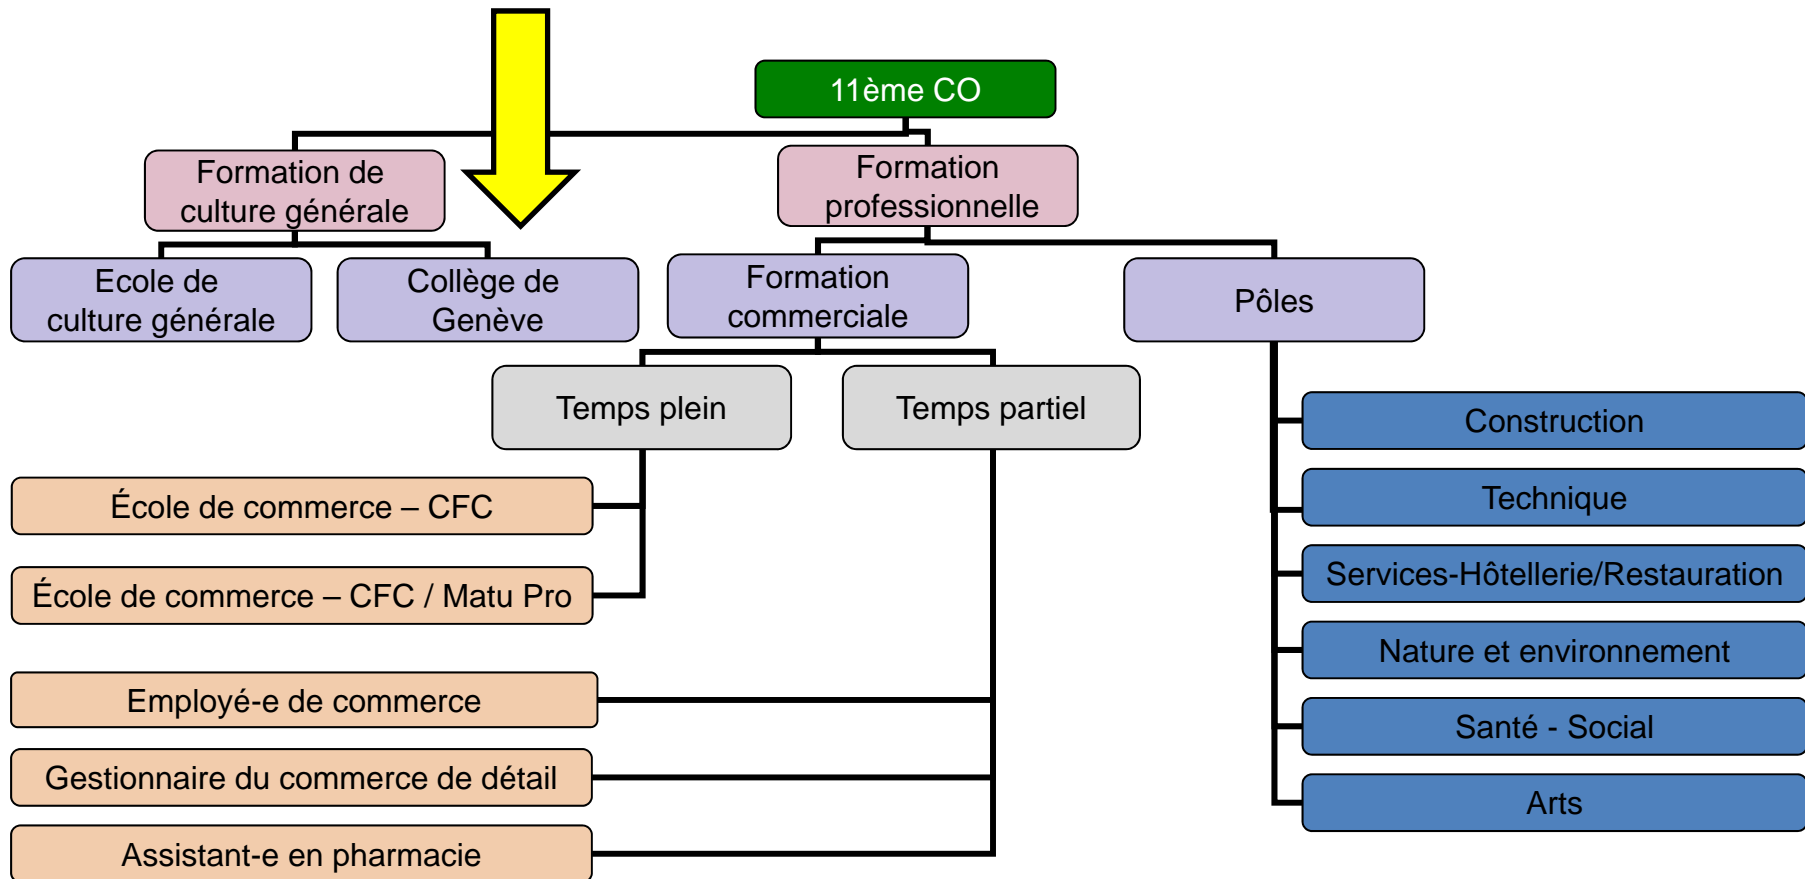 11ème CO
Formation de
culture générale
Formation
professionnelle
Ecole de
culture générale
Collège de
Genève
Formation
commerciale
Pôles
Temps plein
Temps partiel
École de commerce – CFC
École de commerce – CFC / Matu Pro
Employé-e de commerce
Gestionnaire du commerce de détail
Assistant-e en pharmacie
Construction
Technique
Services-Hôtellerie/Restauration
Nature et environnement
Santé - Social
Arts